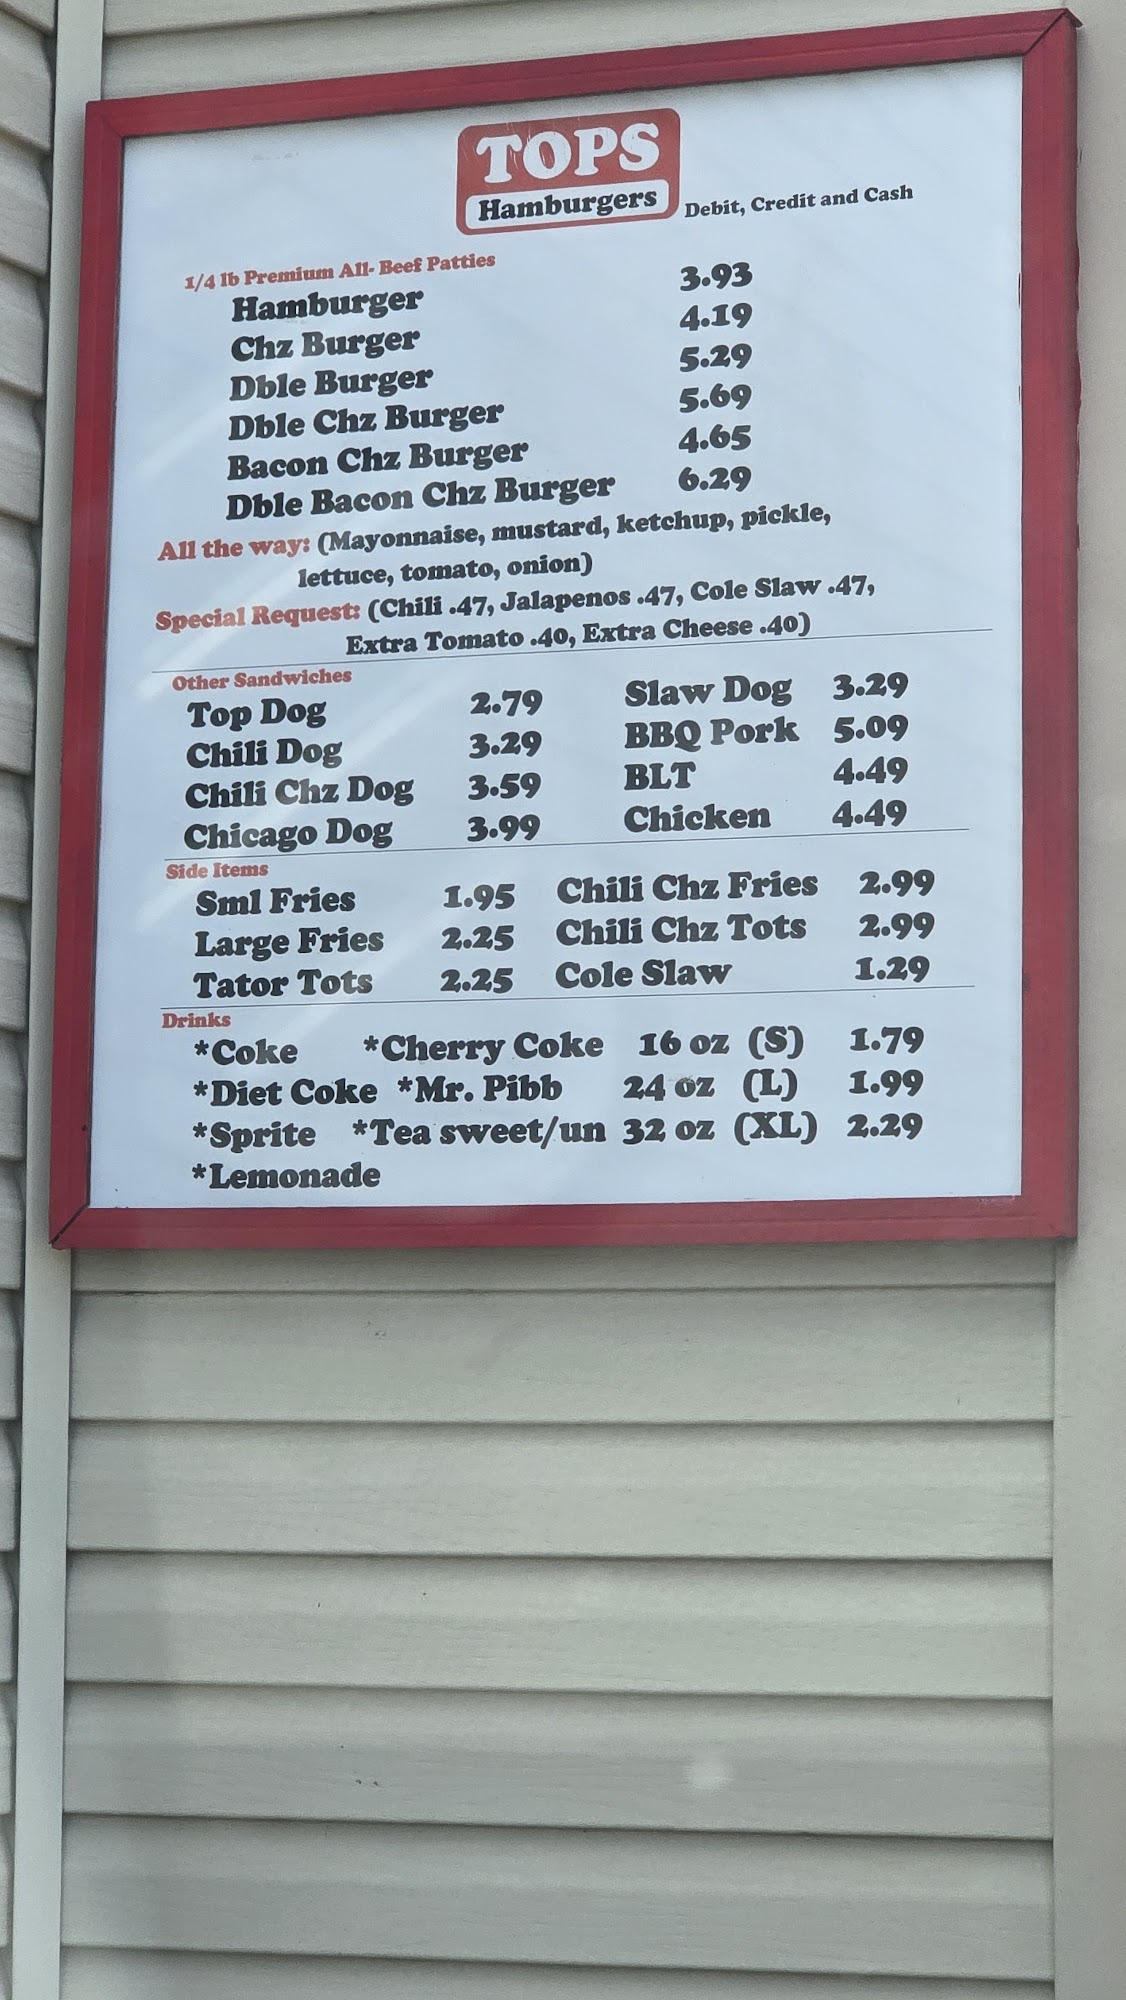 TOPS
Hamburgers
Debit, Credit and Cash
1/4 lb Premium All- Beef Patties
Hamburger 3.93
Chz Burger 4.19
Dble Burger 5.29
Dble Chz Burger 5.69
Bacon Chz Burger 4.65
Dble Bacon Chz Burger 6.29
All the way: (Mayonnaise, mustard, ketchup, pickle,
lettuce, tomato, onion)
Special Request: (Chili .47, Jalapenos .47, Cole Slaw .47,
Extra Tomato .40, Extra Cheese .40)
Other Sandwiches
Top Dog 2.79 Slaw Dog 3.29
Chili Dog 3.29 BBQ Pork 5.09
Chili Chz Dog 3.59 BLT 4.49
Chicago Dog 3.99 Chicken 4.49
Side Items
Sml Fries 1.95 Chili Chz Fries 2.99
Large Fries 2.25 Chili Chz Tots 2.99
Tator Tots 2.25 Cole Slaw 1.29
Drinks
*Coke *Cherry Coke 16 oz (S) 1.79
*Diet Coke *Mr. Pibb 24 oz (L) 1.99
*Sprite *Tea sweet/un 32 oz (XL) 2.29
*Lemonade